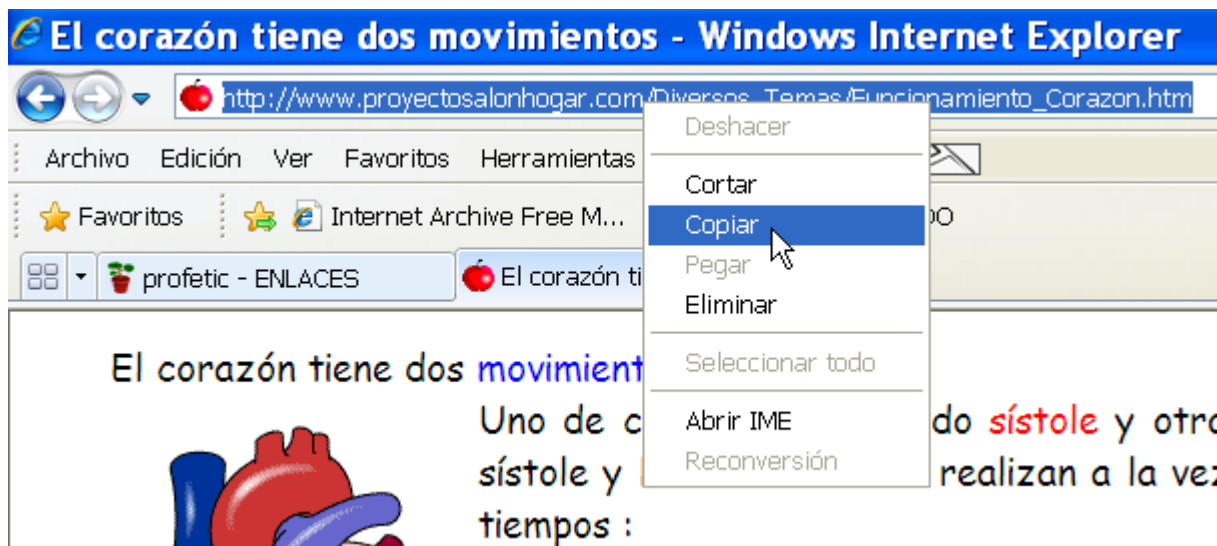 El corazón tiene dos movimientos - Windows Internet Explorer
http://www.proyectosalonhogar.com/Diversos_Temas/Funcionamiento_Corazon.htm
Archivo Edición Ver Favoritos Herramientas
Favoritos Internet Archive Free M...
profetic - ENLACES El corazón ti
Deshacer
Cortar
Copiar
Pegar
Eliminar
Seleccionar todo
Abrir IME
Reconversión
El corazón tiene dos movimient
Uno de c do sístole y otro
sístole y realizan a la vez
tiempos :